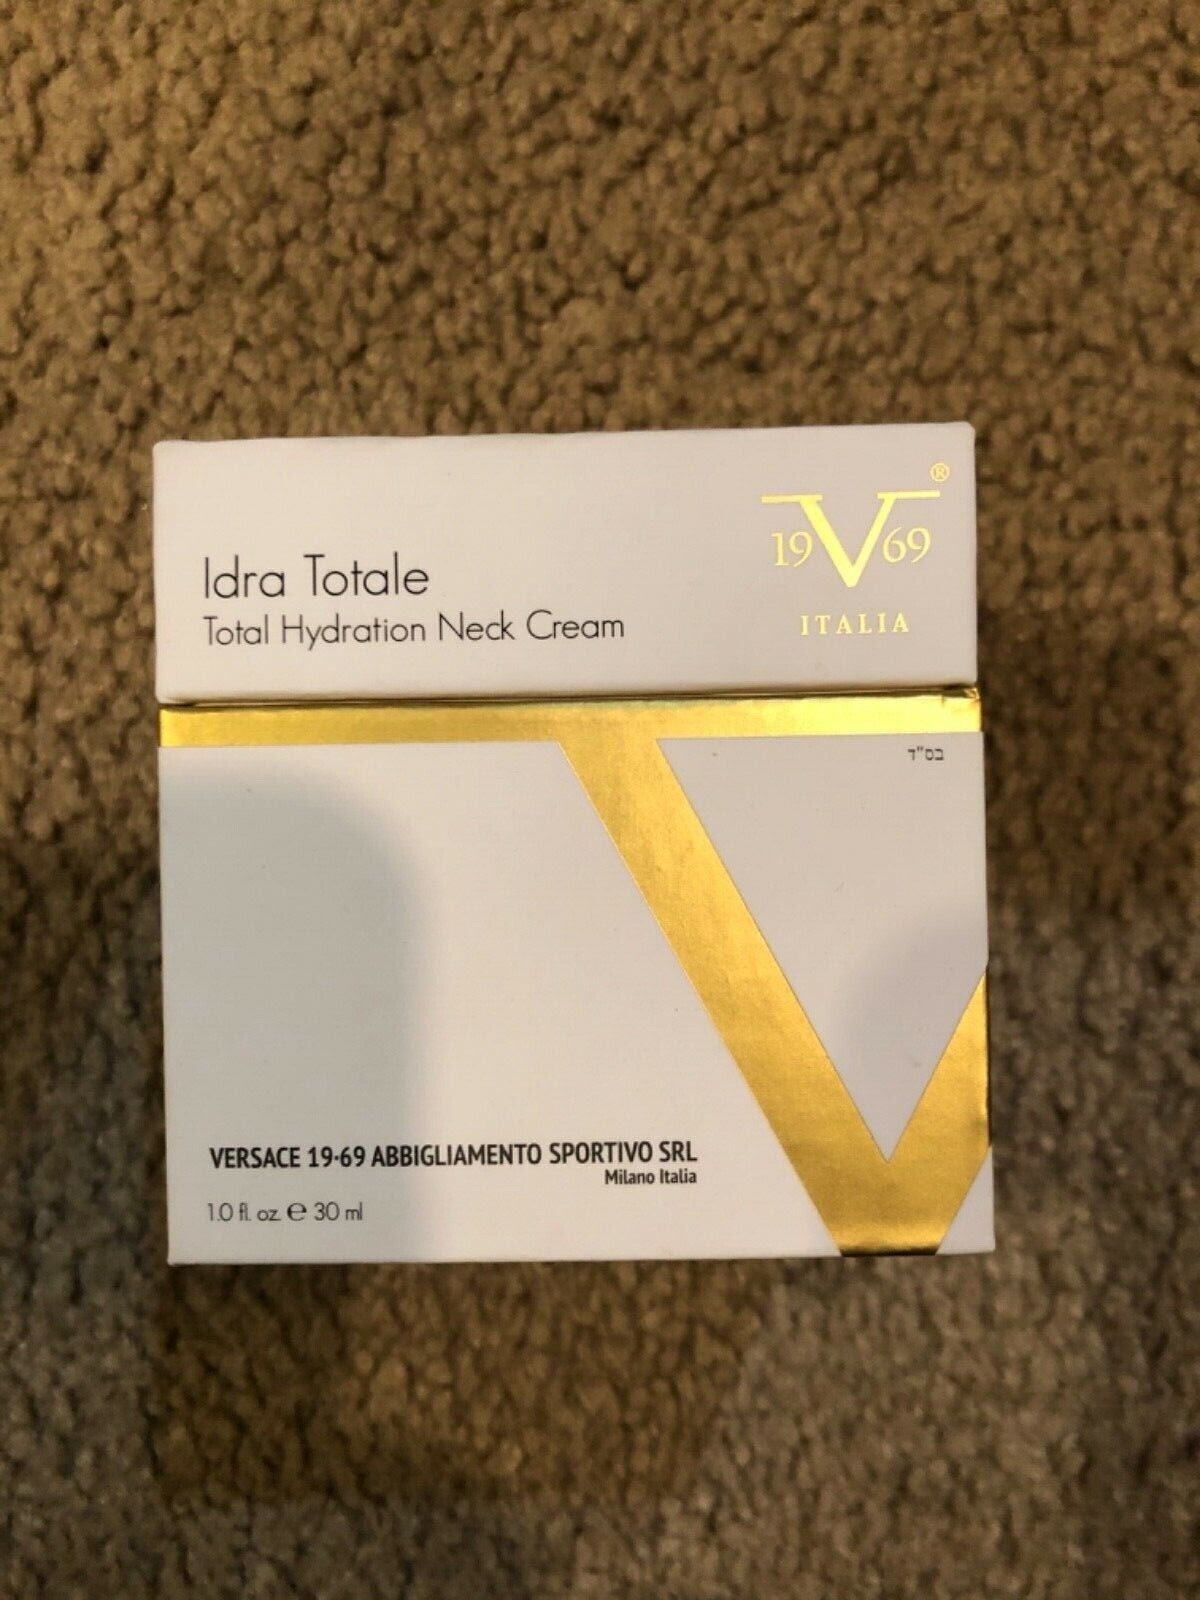 Idra Totale
Total Hydration Neck Cream
19V69®
ITALIA
בס"ד
VERSACE 19·69 ABBIGLIAMENTO SPORTIVO SRL
Milano Italia
1.0 fl. oz. ℮ 30 ml